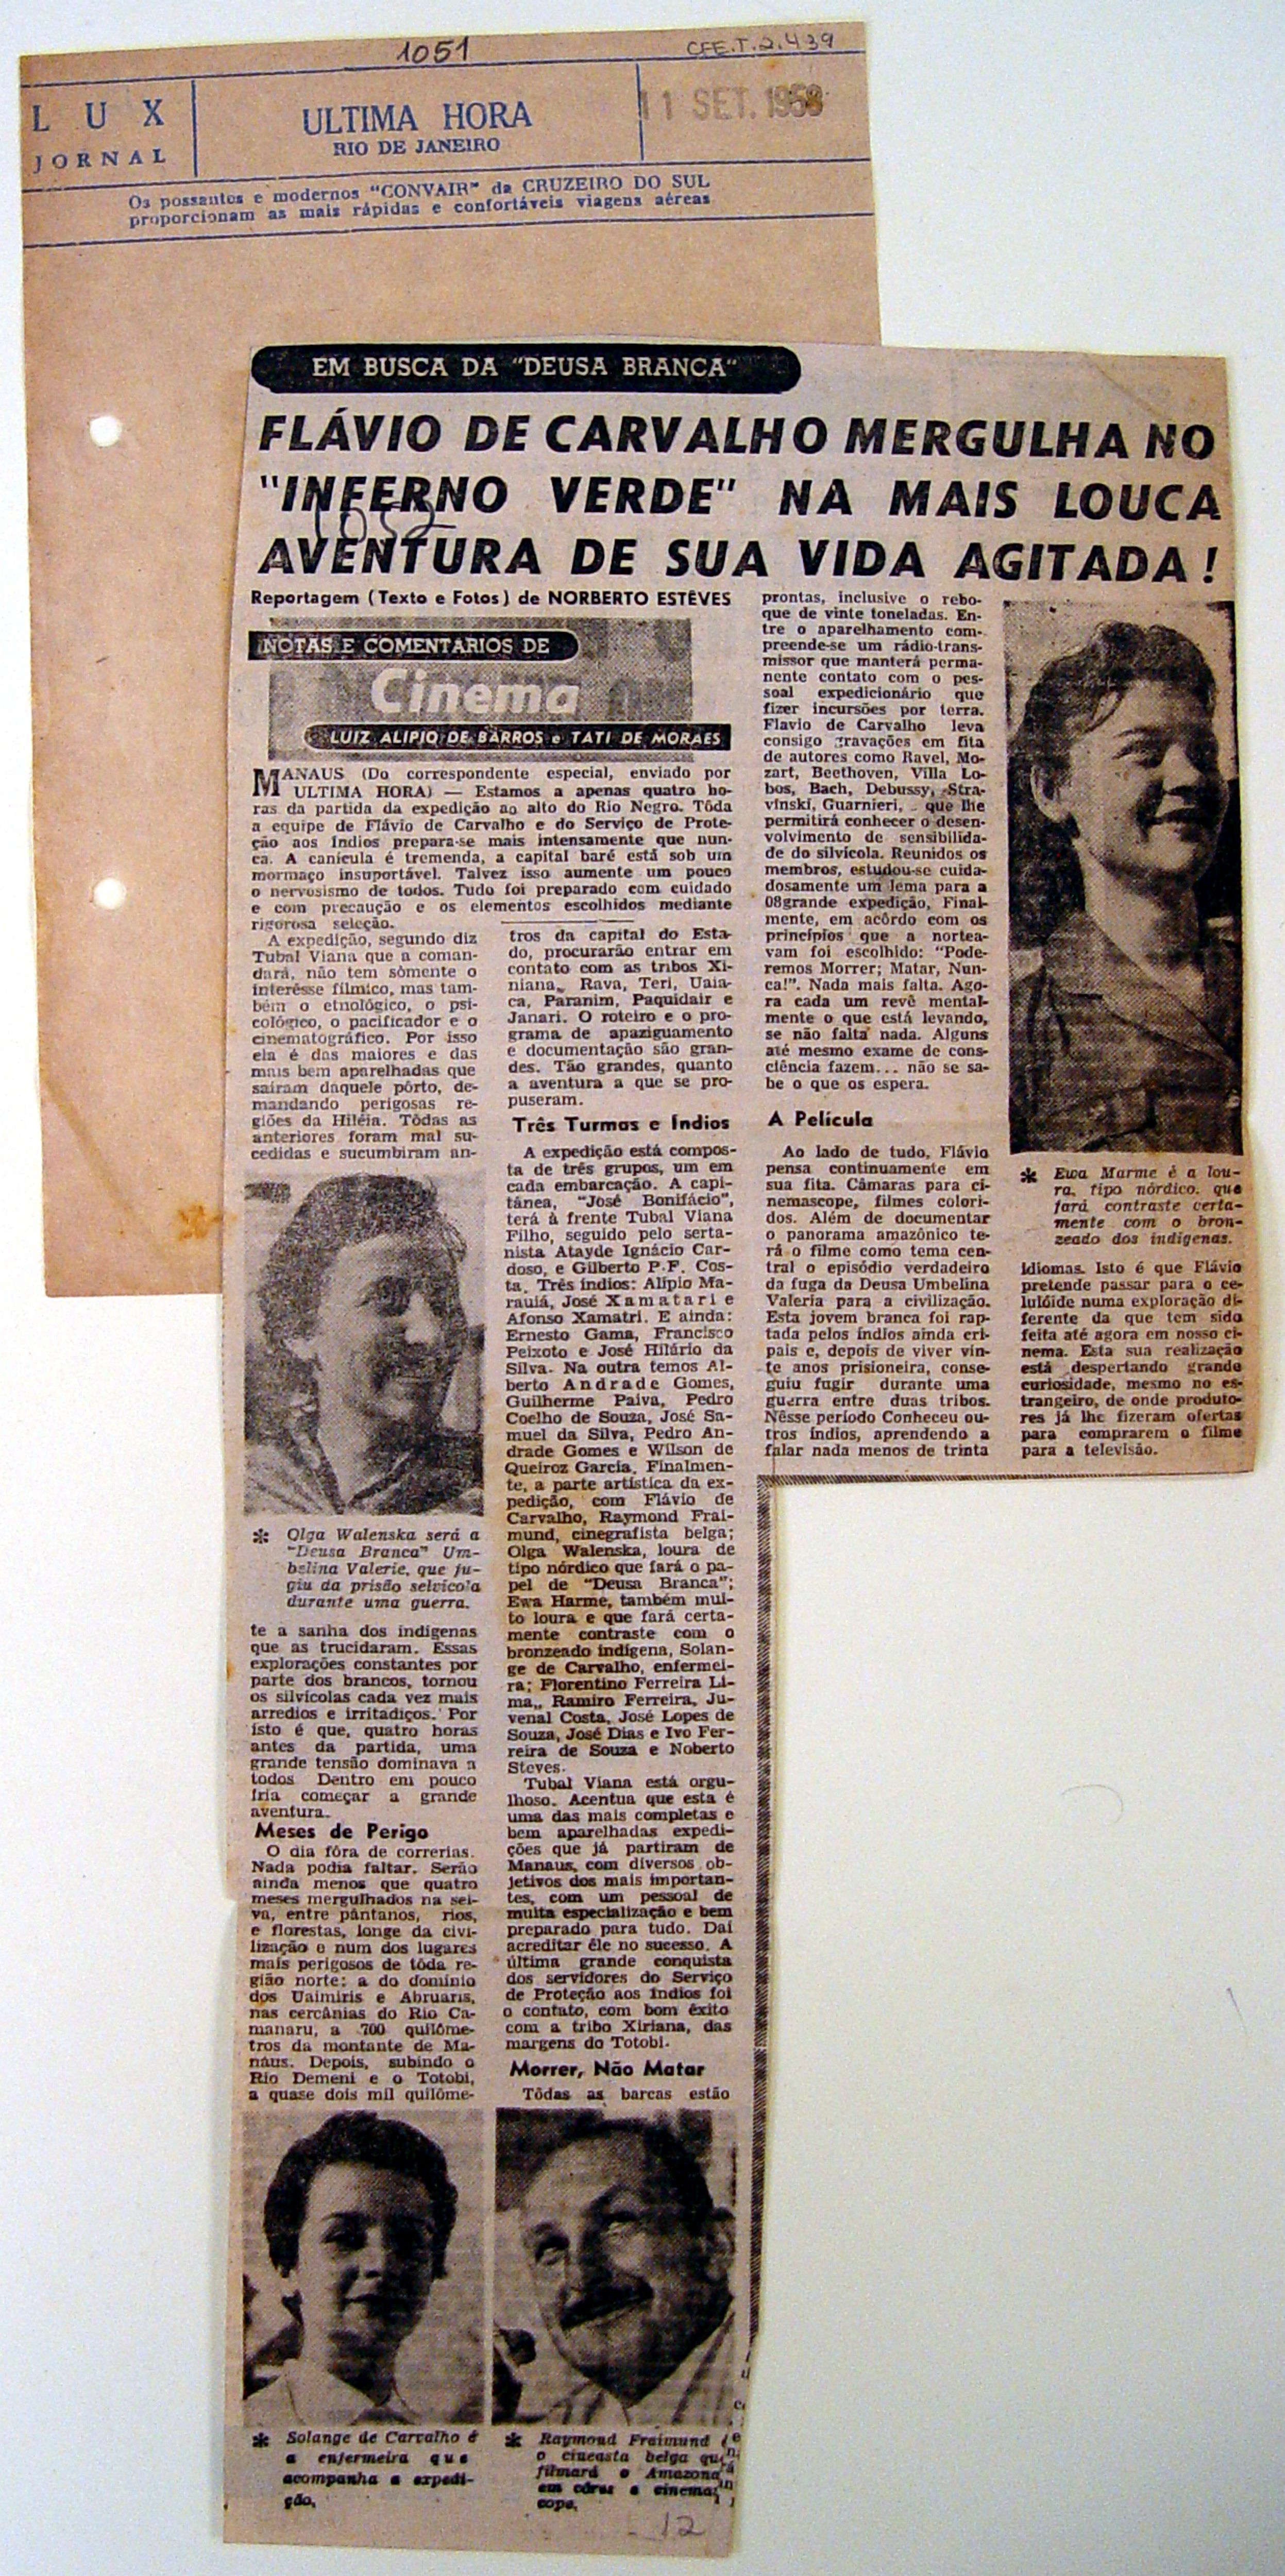 1051
CFE.T.2.439
LUX
JORNAL
ULTIMA HORA
RIO DE JANEIRO
11 SET. 1958
Os possantes e modernos "CONVAIR" da CRUZEIRO DO SUL
proporcionam as mais rápidas e confortáveis viagens aéreas
EM BUSCA DA "DEUSA BRANCA"
FLÁVIO DE CARVALHO MERGULHA NO
"INFERNO VERDE" NA MAIS LOUCA
AVENTURA DE SUA VIDA AGITADA!
Reportagem (Texto e Fotos) de NORBERTO ESTÊVES
NOTAS E COMENTARIOS DE
Cinema
LUIZ ALIPIO DE BARROS e TATI DE MORAES
MANAUS (Do correspondente especial, enviado por
ULTIMA HORA) — Estamos a apenas quatro ho-
ras da partida da expedição ao alto do Rio Negro. Tôda
a equipe de Flávio de Carvalho e do Serviço de Prote-
ção aos Índios prepara-se mais intensamente que nun-
ca. A canícula é tremenda, a capital baré está sob um
mormaço insuportável. Talvez isso aumente um pouco
o nervosismo de todos. Tudo foi preparado com cuidado
e com precaução e os elementos escolhidos mediante
rigorosa seleção.
A expedição, segundo diz
Tubal Viana que a coman-
dará, não tem sòmente o
interêsse fílmico, mas tam-
bém o etnológico, o psi-
cológico, o pacificador e o
cinematográfico. Por isso
ela é das maiores e das
mais bem aparelhadas que
saíram daquele pôrto, de-
mandando perigosas re-
giões da Hiléia. Tôdas as
anteriores foram mal su-
cedidas e sucumbiram an-
* Olga Walenska será a
"Deusa Branca" Um-
belina Valerie, que fu-
giu da prisão selvícola
durante uma guerra.
te a sanha dos indígenas
que as trucidaram. Essas
explorações constantes por
parte dos brancos, tornou
os silvícolas cada vez mais
arredios e irritadiços. Por
isto é que, quatro horas
antes da partida, uma
grande tensão dominava a
todos Dentro em pouco
iria começar a grande
aventura.
Meses de Perigo
O dia fôra de correrias.
Nada podia faltar. Serão
ainda menos que quatro
meses mergulhados na sel-
va, entre pântanos, rios,
e florestas, longe da civi-
lização e num dos lugares
mais perigosos de tôda re-
gião norte: a do domínio
dos Uaimiris e Abruaris,
nas cercânias do Rio Ca-
manaru, a 700 quilôme-
tros da montante de Ma-
náus. Depois, subindo o
Rio Demeni e o Totobi,
a quase dois mil quilôme-
tros da capital do Esta-
do, procurarão entrar em
contato com as tribos Xi-
niana, Rava, Teri, Uaia-
ca, Paranim, Paquidair e
Janari. O roteiro e o pro-
grama de apaziguamento
e documentação são gran-
des. Tão grandes, quanto
a aventura a que se pro-
puseram.
Três Turmas e Índios
A expedição está compos-
ta de três grupos, um em
cada embarcação. A capi-
tânea, "José Bonifácio",
terá à frente Tubal Viana
Filho, seguido pelo serta-
nista Atayde Ignácio Car-
doso, e Gilberto P.F. Cos-
ta. Três índios: Alípio Ma-
rauiá, José Xamatari e
Afonso Xamatri. E ainda:
Ernesto Gama, Francisco
Peixoto e José Hilário da
Silva. Na outra temos Al-
berto Andrade Gomes,
Guilherme Paiva, Pedro
Coelho de Souza, José Sa-
muel da Silva, Pedro An-
drade Gomes e Wilson de
Queiroz Garcia. Finalmen-
te, a parte artística da ex-
pedição, com Flávio de
Carvalho, Raymond Frai-
mund, cinegrafista belga;
Olga Walenska, loura de
tipo nórdico que fará o pa-
pel de "Deusa Branca";
Ewa Harme, também mui-
to loura e que fará certa-
mente contraste com o
bronzeado indígena, Solan-
ge de Carvalho, enfermei-
ra; Florentino Ferreira Li-
ma,, Ramiro Ferreira, Ju-
venal Costa, José Lopes de
Souza, José Dias e Ivo Fer-
reira de Souza e Noberto
Steves.
Tubal Viana está orgu-
lhoso. Acentua que esta é
uma das mais completas e
bem aparelhadas expedi-
ções que já partiram de
Manaus, com diversos ob-
jetivos dos mais importan-
tes, com um pessoal de
muita especialização e bem
preparado para tudo. Daí
acreditar êle no sucesso. A
última grande conquista
dos servidores do Serviço
de Proteção aos Índios foi
o contato, com bom êxito
com a tribo Xiriana, das
margens do Totobi.
Morrer, Não Matar
Tôdas as barcas estão
prontas, inclusive o rebo-
que de vinte toneladas. En-
tre o aparelhamento com-
preende-se um rádio-trans-
missor que manterá perma-
nente contato com o pes-
soal expedicionário que
fizer incursões por terra.
Flavio de Carvalho leva
consigo gravações em fita
de autores como Ravel, Mo-
zart, Beethoven, Villa Lo-
bos, Bach, Debussy, Stra-
vinski, Guarnieri, que lhe
permitirá conhecer o desen-
volvimento de sensibilida-
de do silvícola. Reunidos os
membros, estudou-se cuida-
dosamente um lema para a
08grande expedição, Final-
mente, em acôrdo com os
princípios que a nortea-
vam foi escolhido: "Pode-
remos Morrer; Matar, Nun-
ca!". Nada mais falta. Ago-
ra cada um revê mental-
mente o que está levando,
se não falta nada. Alguns
até mesmo exame de cons-
ciência fazem... não se sa-
be o que os espera.
A Película
Ao lado de tudo, Flávio
pensa continuamente em
sua fita. Câmaras para ci-
nemascope, filmes colori-
dos. Além de documentar
o panorama amazônico te-
rá o filme como tema cen-
tral o episódio verdadeiro
da fuga da Deusa Umbelina
Valeria para a civilização.
Esta jovem branca foi rap-
tada pelos índios ainda cri-
pais e, depois de viver vin-
te anos prisioneira, conse-
guiu fugir durante uma
guerra entre duas tribos.
Nêsse período Conheceu ou-
tros índios, aprendendo a
falar nada menos de trinta
* Ewa Marme é a lou-
ra, tipo nórdico, que
fará contraste certa-
mente com o bron-
zeado dos indígenas.
idiomas. Isto é que Flávio
pretende passar para o ce-
lulóide numa exploração di-
ferente da que tem sido
feita até agora em nosso ci-
nema. Esta sua realização
está despertando grande
curiosidade, mesmo no es-
trangeiro, de onde produto-
res já lhe fizeram ofertas
para comprarem o filme
para a televisão.
* Solange de Carvalho é
a enfermeira que
acompanha a expedi-
ção.
* Raymond Fraimund
o cineasta belga que
filmará o Amazona
em côres e cinema
cope.
12